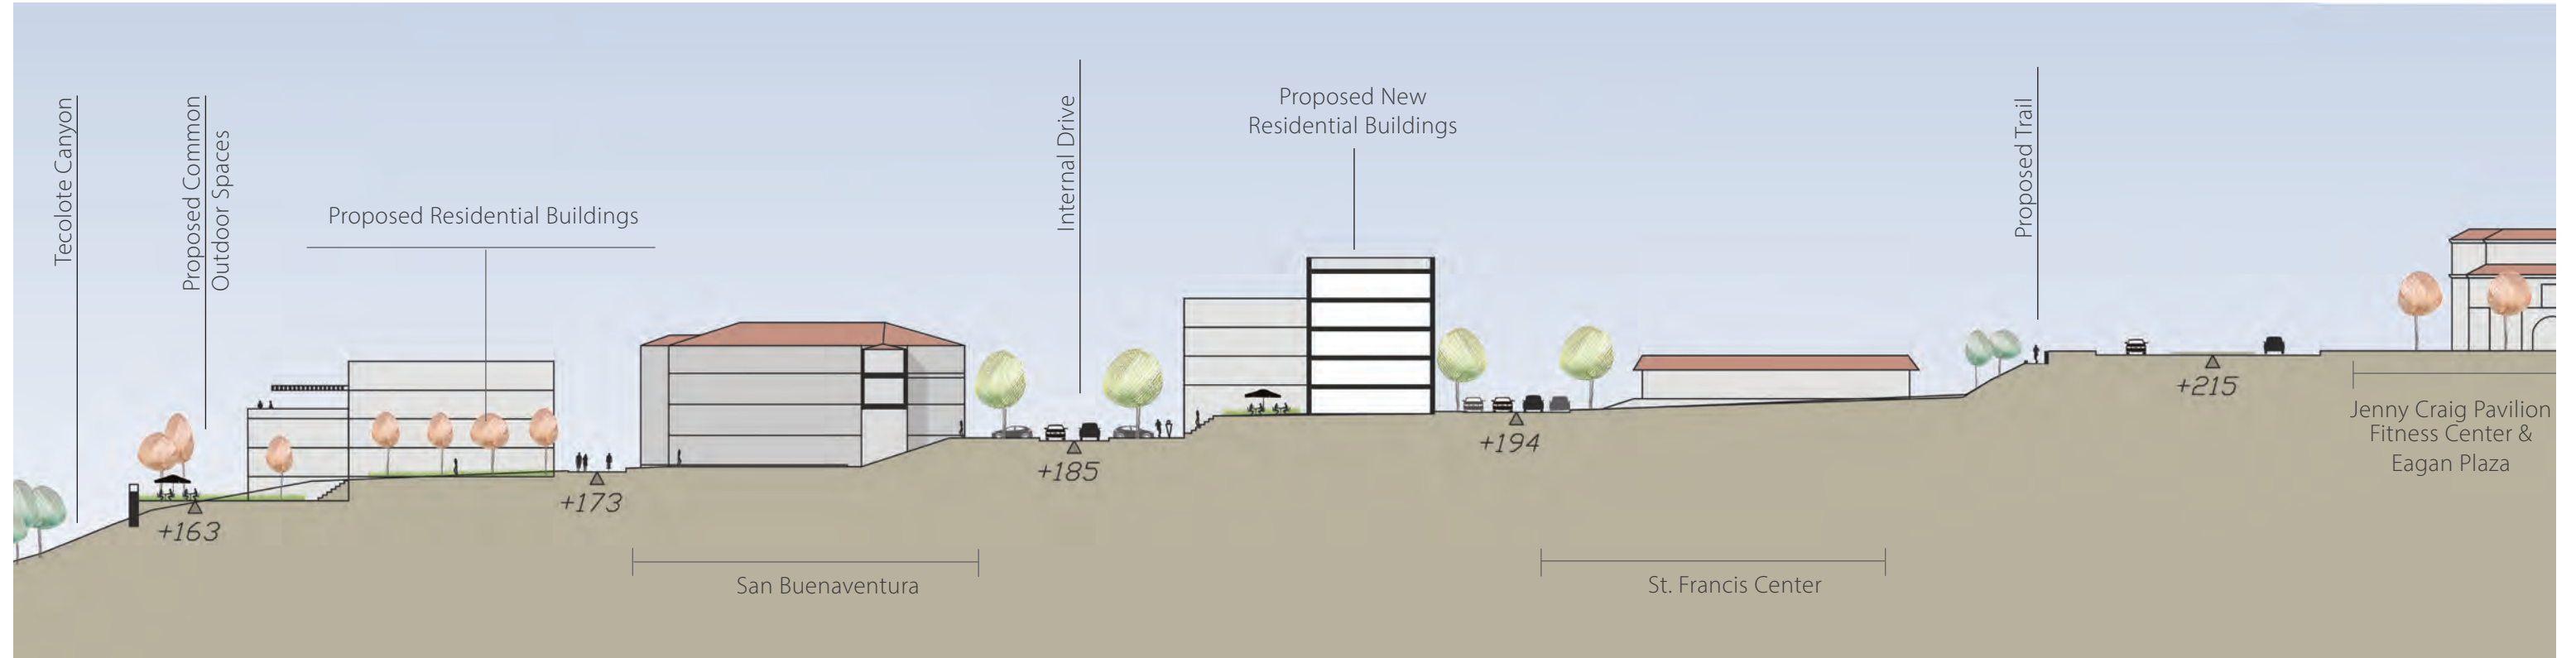 Tecolote Canyon
Proposed Common
Outdoor Spaces
Proposed Residential Buildings
Internal Drive
Proposed New
Residential Buildings
Proposed Trail
+163
+173
+185
+194
+215
Jenny Craig Pavilion
Fitness Center &
Eagan Plaza
San Buenaventura
St. Francis Center